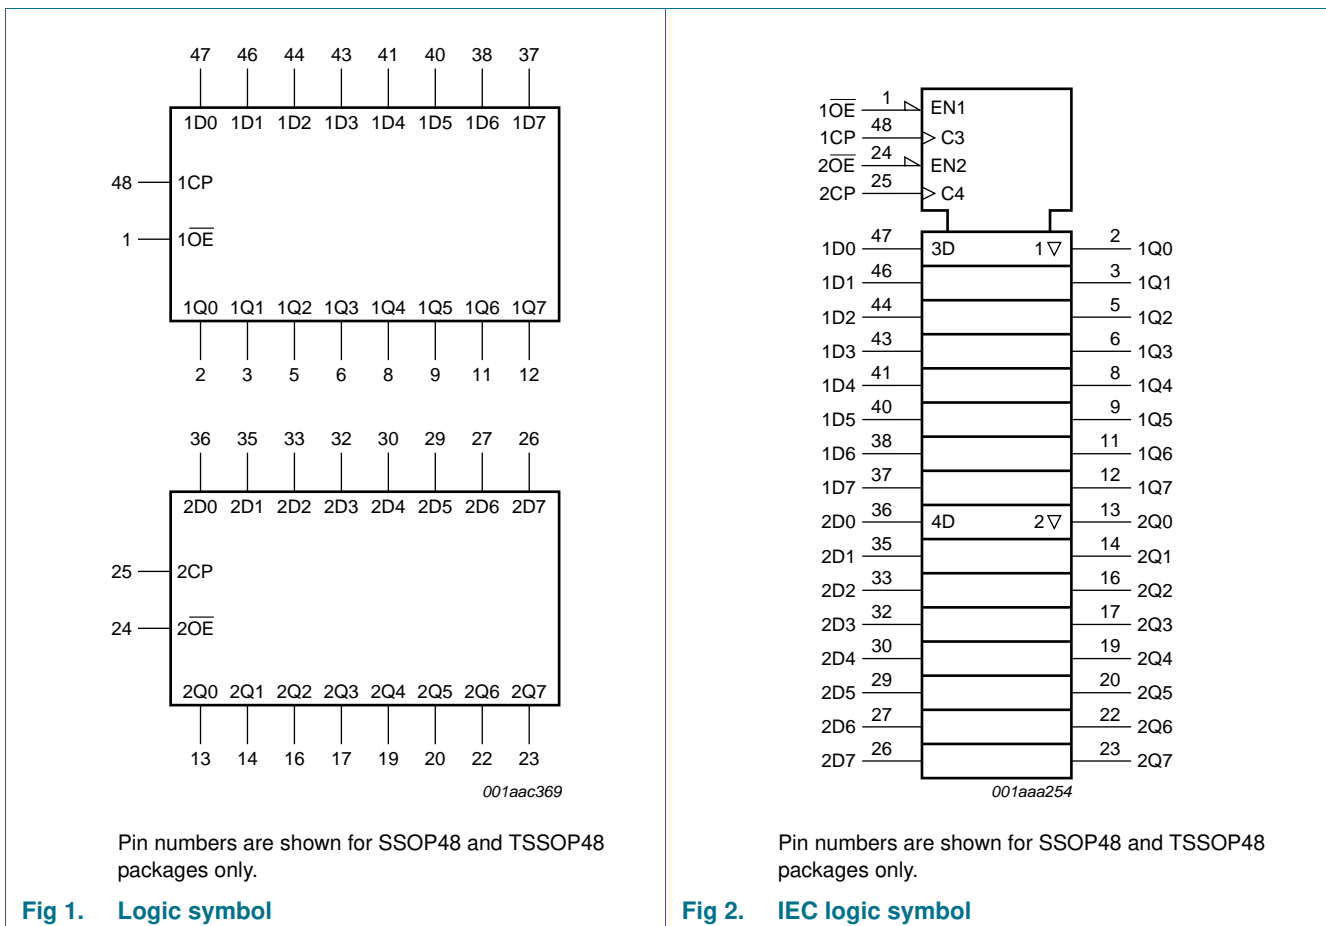 47 46 44 43 41 40 38 37
1D0 1D1 1D2 1D3 1D4 1D5 1D6 1D7
48 1CP
1 1O̅E̅
1Q0 1Q1 1Q2 1Q3 1Q4 1Q5 1Q6 1Q7
2 3 5 6 8 9 11 12
36 35 33 32 30 29 27 26
2D0 2D1 2D2 2D3 2D4 2D5 2D6 2D7
25 2CP
24 2O̅E̅
2Q0 2Q1 2Q2 2Q3 2Q4 2Q5 2Q6 2Q7
13 14 16 17 19 20 22 23
001aac369
Pin numbers are shown for SSOP48 and TSSOP48
packages only.
Fig 1. Logic symbol
1O̅E̅ 1 EN1
1CP 48 C3
2O̅E̅ 24 EN2
2CP 25 C4
1D0 47 3D 1▽ 2 1Q0
1D1 46 3 1Q1
1D2 44 5 1Q2
1D3 43 6 1Q3
1D4 41 8 1Q4
1D5 40 9 1Q5
1D6 38 11 1Q6
1D7 37 12 1Q7
2D0 36 4D 2▽ 13 2Q0
2D1 35 14 2Q1
2D2 33 16 2Q2
2D3 32 17 2Q3
2D4 30 19 2Q4
2D5 29 20 2Q5
2D6 27 22 2Q6
2D7 26 23 2Q7
001aaa254
Pin numbers are shown for SSOP48 and TSSOP48
packages only.
Fig 2. IEC logic symbol